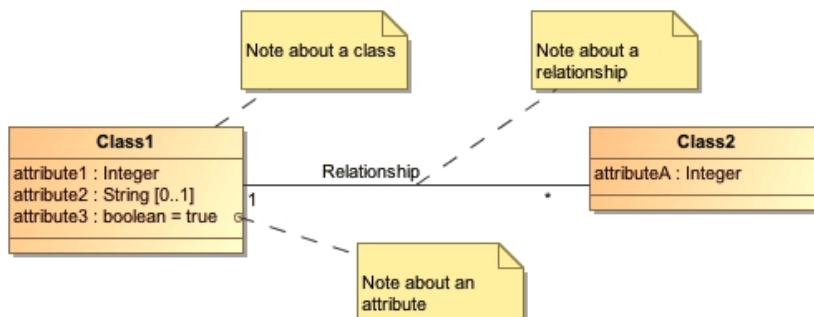 Note about a class
Note about a
relationship
Class1
attribute1 : Integer
attribute2 : String [0..1]
attribute3 : boolean = true
Relationship
1
*
Class2
attributeA : Integer
Note about an
attribute